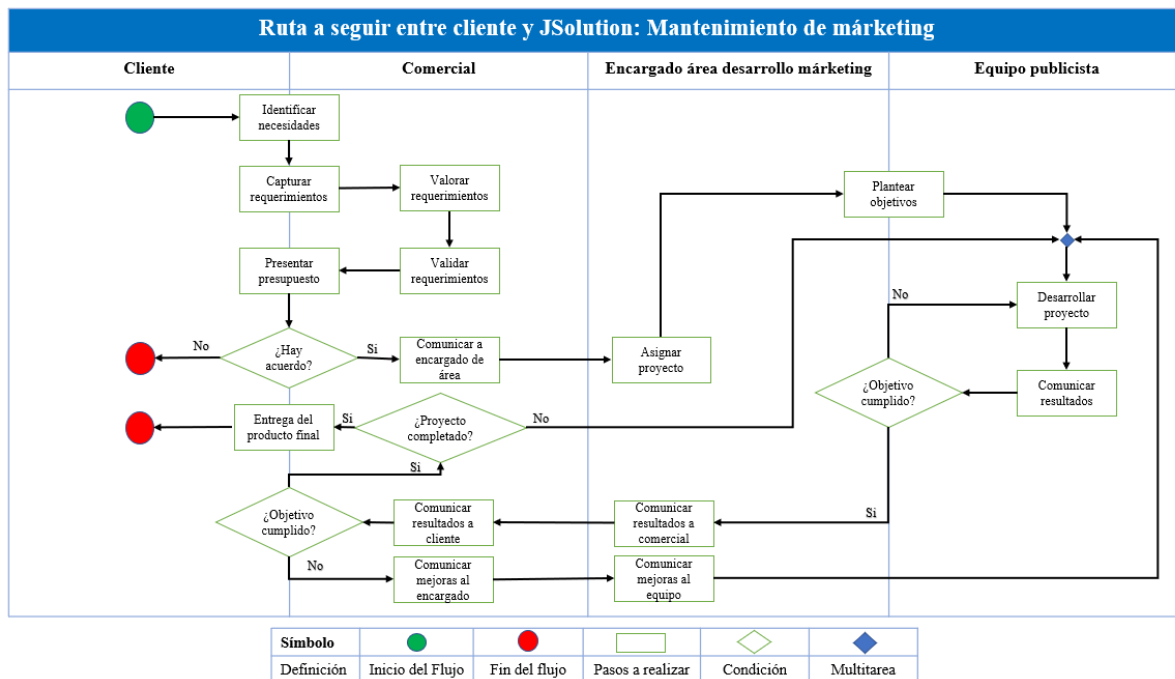 Ruta a seguir entre cliente y JSolution: Mantenimiento de márketing
Cliente
Comercial
Encargado área desarrollo márketing
Equipo publicista
Identificar
necesidades
Capturar
requerimientos
Valorar
requerimientos
Plantear
objetivos
Presentar
presupuesto
Validar
requerimientos
No
Desarrollar
proyecto
No
¿Hay
acuerdo?
Si
Comunicar a
encargado de
área
Asignar
proyecto
¿Objetivo
cumplido?
Comunicar
resultados
Entrega del
producto final
Si
¿Proyecto
completado?
No
Si
Si
¿Objetivo
cumplido?
Comunicar
resultados a
cliente
Comunicar
resultados a
comercial
Si
No
Comunicar
mejoras al
encargado
Comunicar
mejoras al
equipo
Símbolo
Definición
Inicio del Flujo
Fin del flujo
Pasos a realizar
Condición
Multitarea